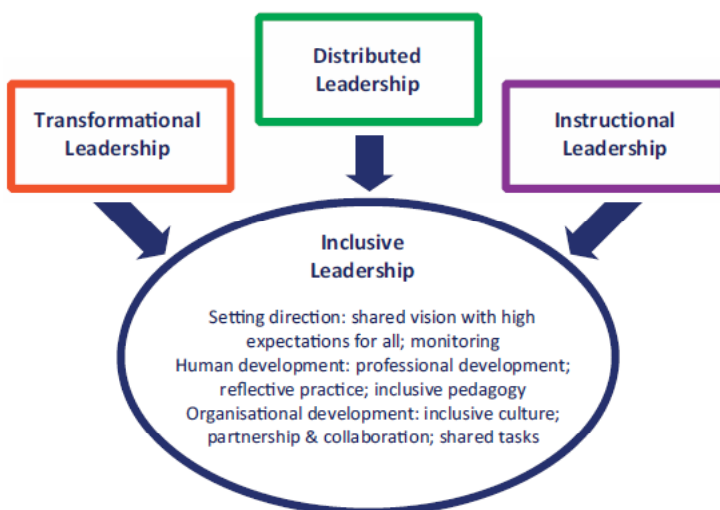 Distributed
Leadership
Transformational
Leadership
Instructional
Leadership
Inclusive
Leadership
Setting direction: shared vision with high
expectations for all; monitoring
Human development: professional development;
reflective practice; inclusive pedagogy
Organisational development: inclusive culture;
partnership & collaboration; shared tasks